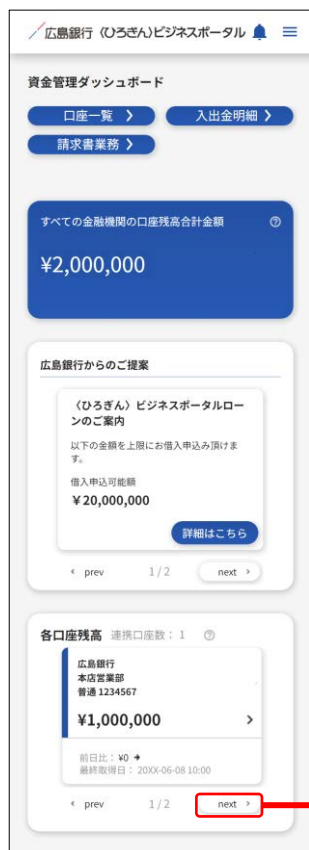 広島銀行 〈ひろぎん〉ビジネスポータル
資金管理ダッシュボード
口座一覧
入出金明細
請求書業務
すべての金融機関の口座残高合計金額
¥2,000,000
広島銀行からのご提案
〈ひろぎん〉ビジネスポータルロー
ンのご案内
以下の金額を上限にお借入申込み頂けま
す。
借入申込可能額
¥20,000,000
詳細はこちら
prev 1/2 next
各口座残高 連携口座数：1
広島銀行
本店営業部
普通 1234567
¥1,000,000
前日比：¥0
最終取得日：20XX-06-08 10:00
prev 1/2 next